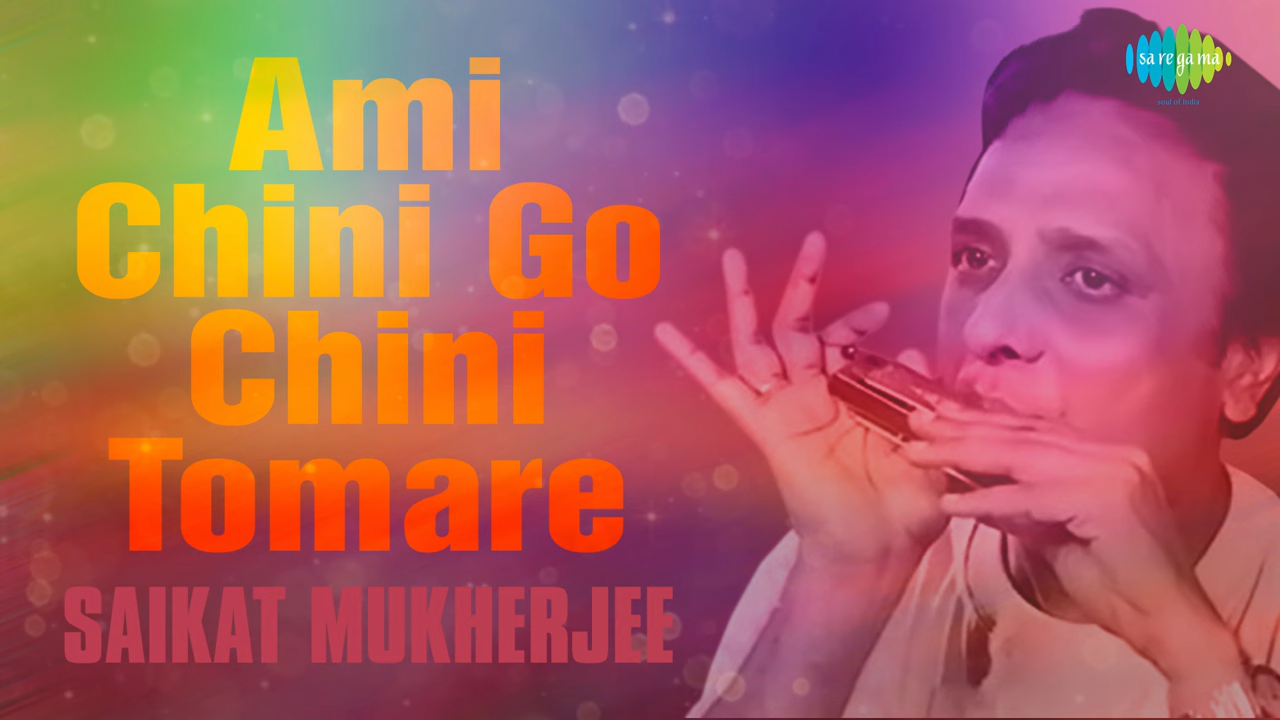 Ami
Chini Go
Chini
Tomare
SAIKAT MUKHERJEE
sa re ga ma
soul of India